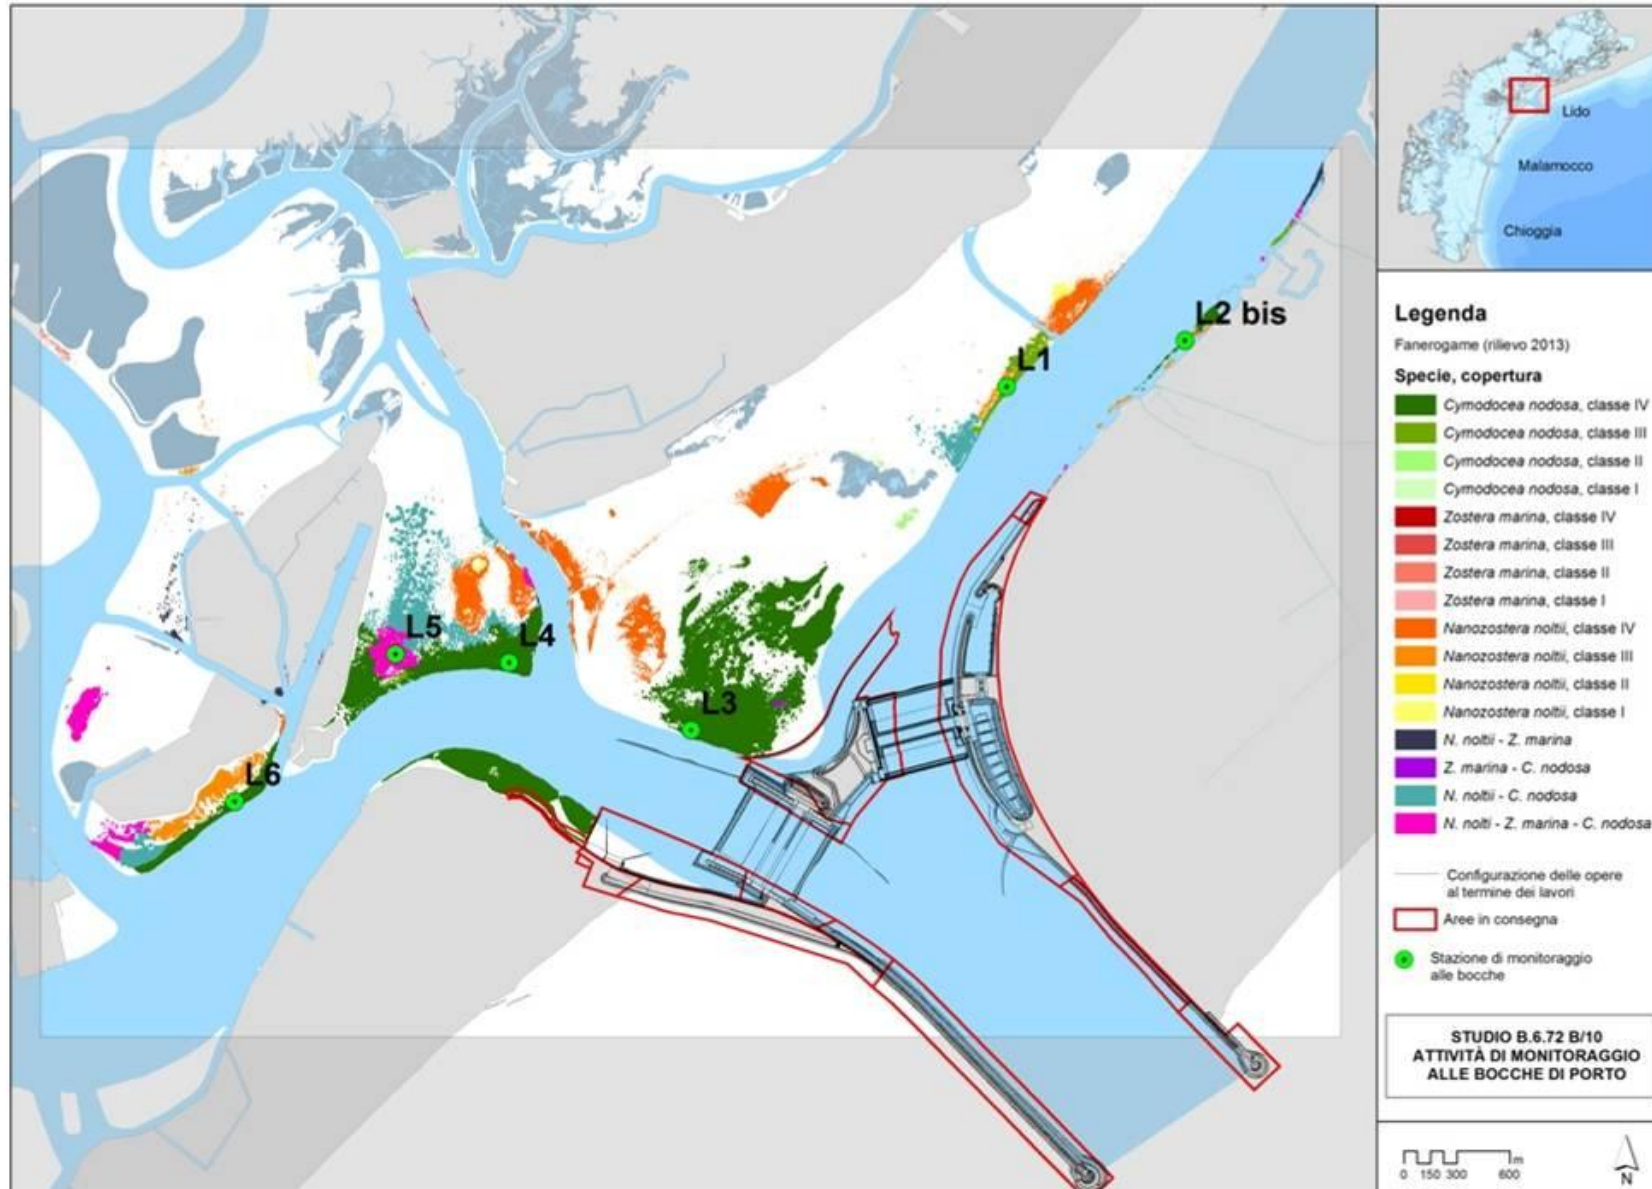 Lido
Malamocco
Chioggia
L2 bis
L1
L5
L4
L3
L6
Legenda
Fanerogame (rilievo 2013)
Specie, copertura
Cymodocea nodosa, classe IV
Cymodocea nodosa, classe III
Cymodocea nodosa, classe II
Cymodocea nodosa, classe I
Zostera marina, classe IV
Zostera marina, classe III
Zostera marina, classe II
Zostera marina, classe I
Nanozostera noltii, classe IV
Nanozostera noltii, classe III
Nanozostera noltii, classe II
Nanozostera noltii, classe I
N. noltii - Z. marina
Z. marina - C. nodosa
N. noltii - C. nodosa
N. nolti - Z. marina - C. nodosa
Configurazione delle opere
al termine dei lavori
Aree in consegna
Stazione di monitoraggio
alle bocche
STUDIO B.6.72 B/10
ATTIVITÀ DI MONITORAGGIO
ALLE BOCCHE DI PORTO
m
0 150 300 600
N